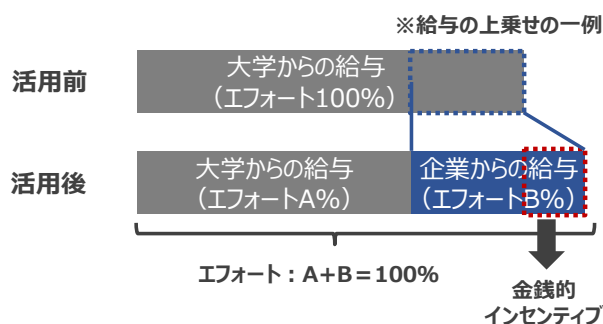 ※給与の上乗せの一例
活用前
大学からの給与
（エフォート100%）
活用後
大学からの給与
（エフォートA%）
企業からの給与
（エフォートB%）
エフォート：A+B＝100%
金銭的
インセンティブ